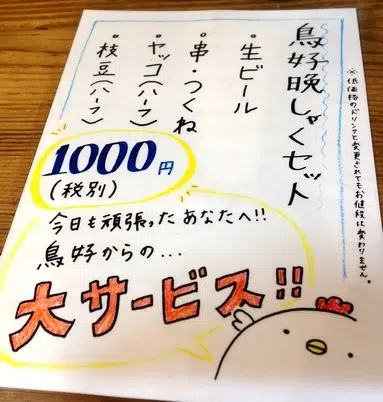 鳥好晩しゃくセット
・生ビール
・串・つくね
・ヤッコ(ハーフ)
・枝豆(ハーフ)
※低価格のドリンクと変更されてもお値段は変わりません。
1000円
(税別)
今日も頑張ったあなたへ!!
鳥好からの...
大サービス!!